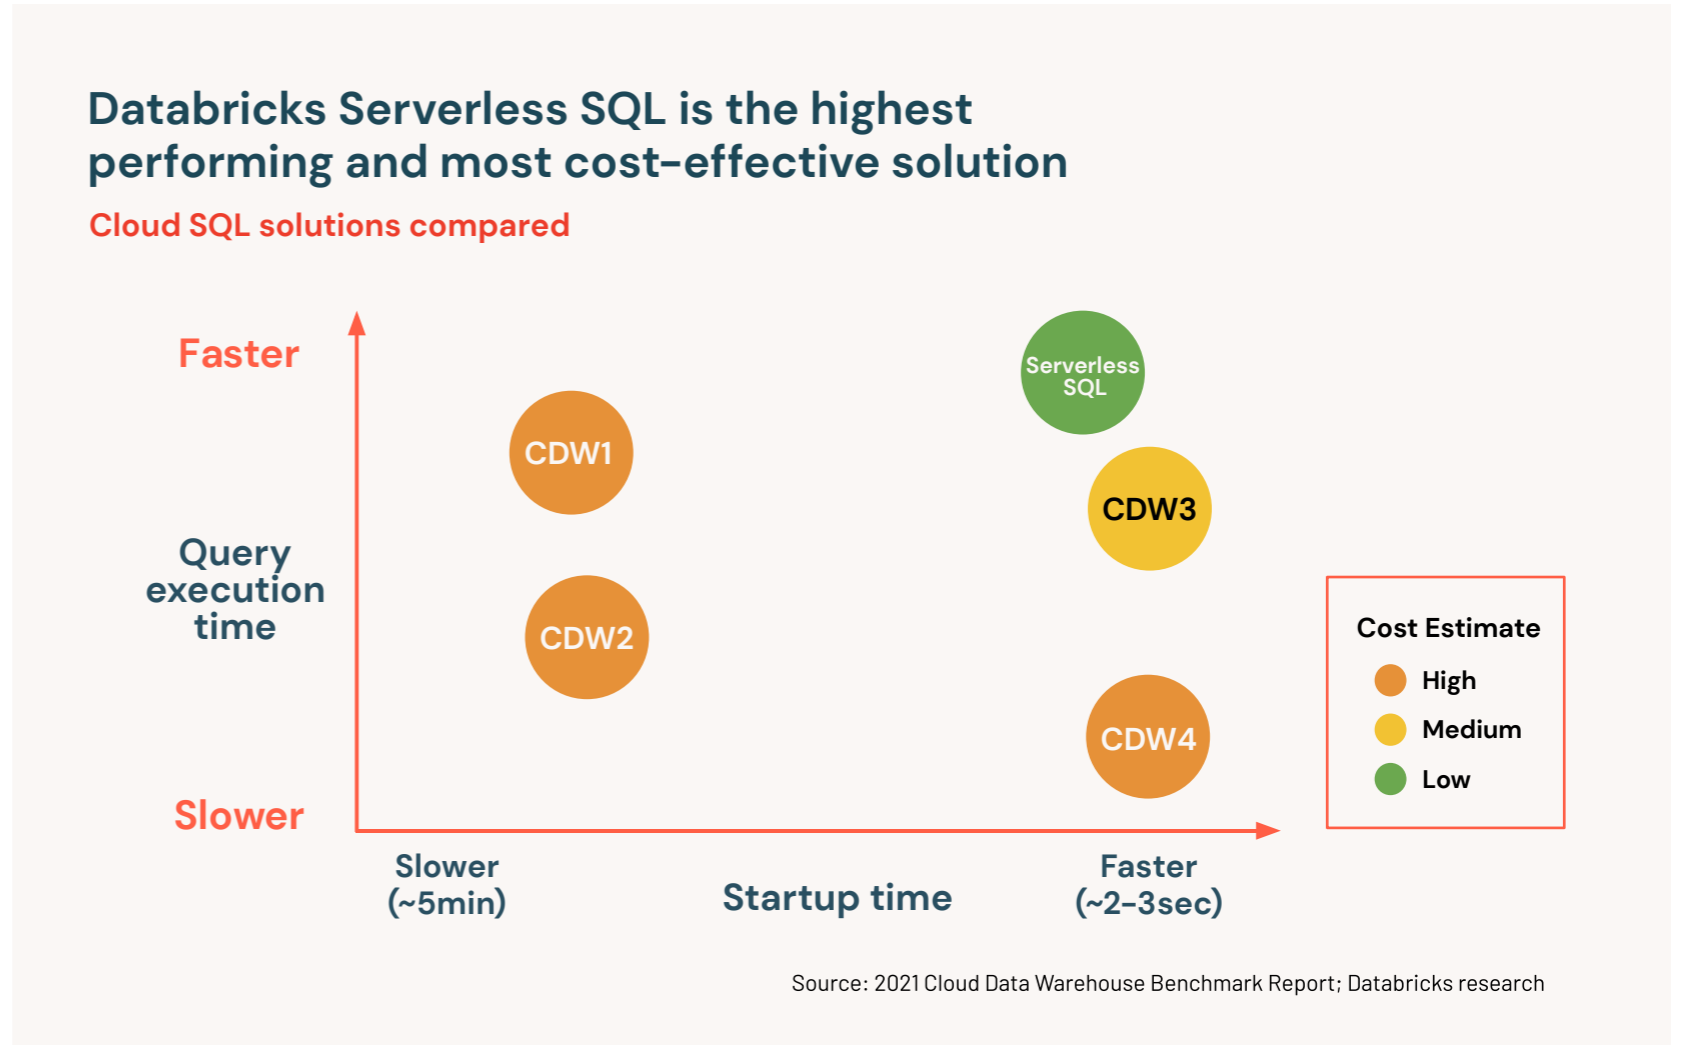 Databricks Serverless SQL is the highest
performing and most cost-effective solution
Cloud SQL solutions compared
Faster
Serverless
SQL
CDW1
CDW3
Query
execution
time
CDW2
CDW4
Slower
Cost Estimate
High
Medium
Low
Slower
(~5min)
Startup time
Faster
(~2-3sec)
Source: 2021 Cloud Data Warehouse Benchmark Report; Databricks research